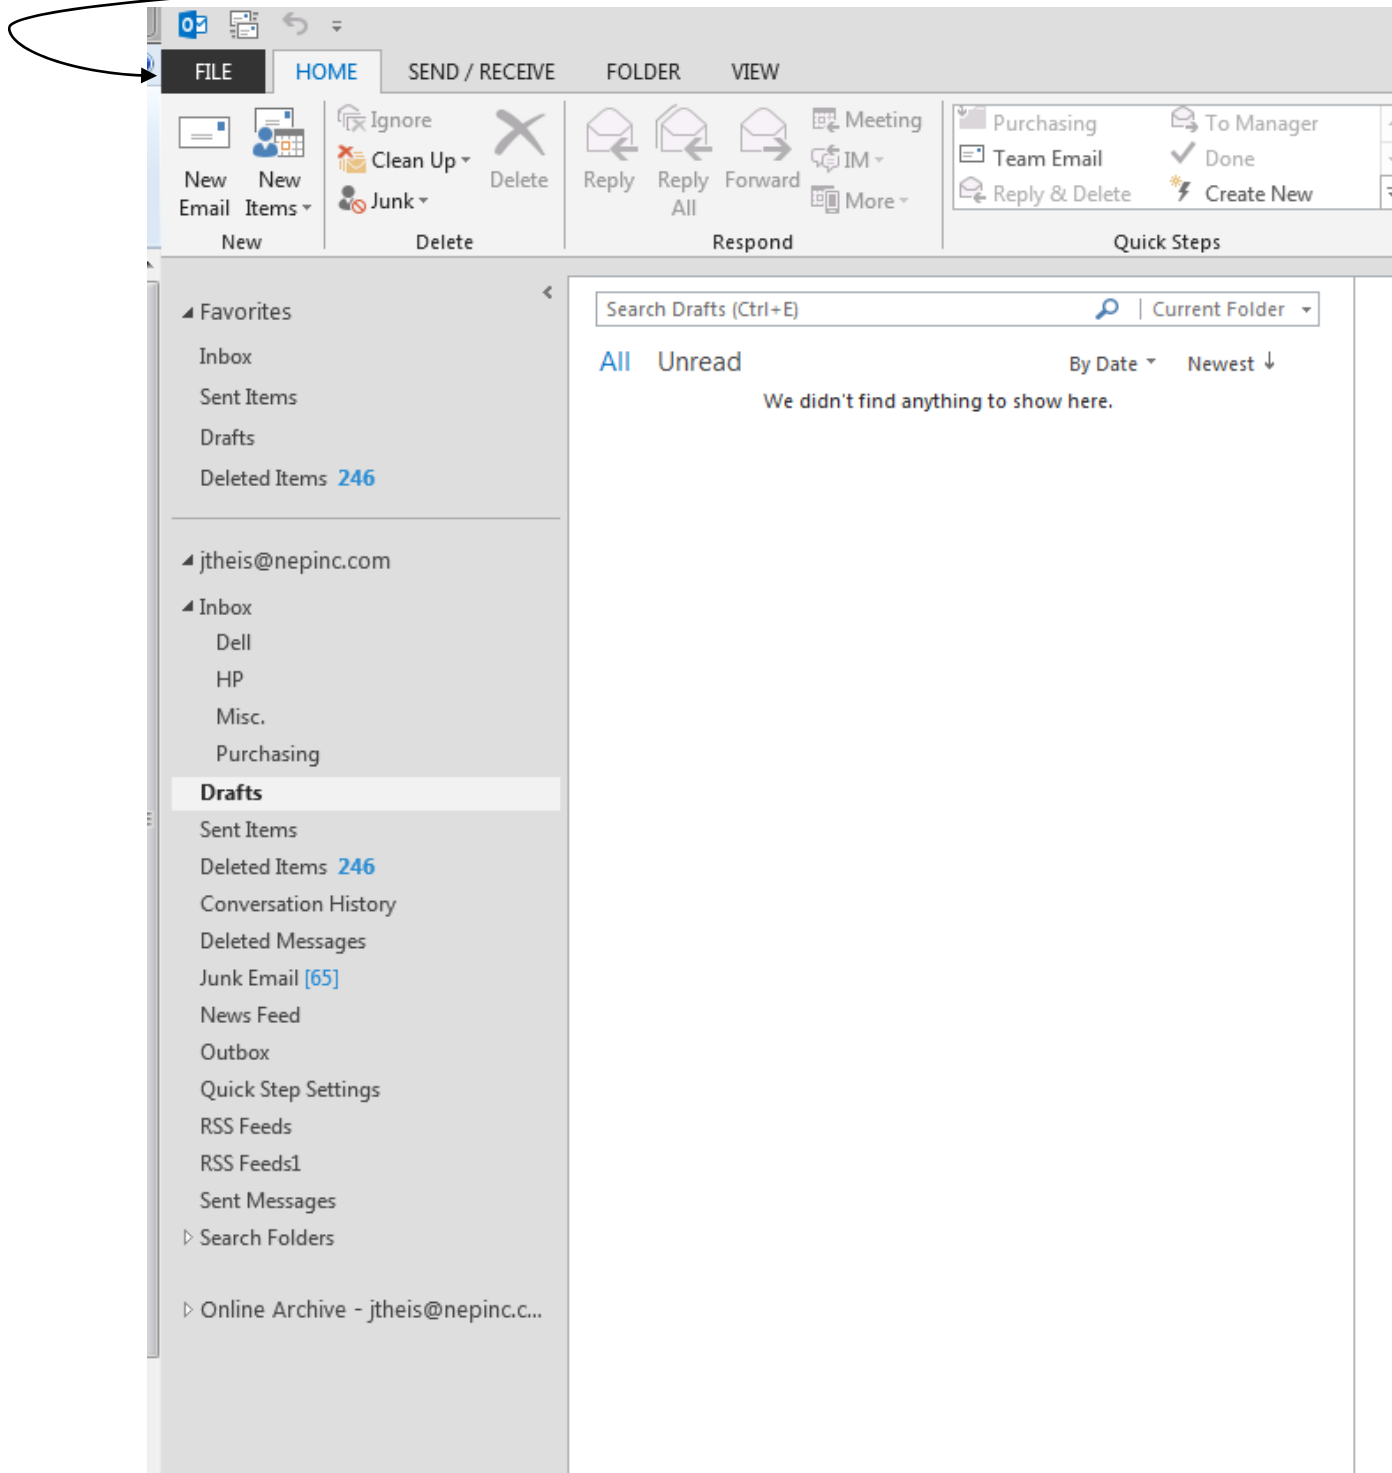 FILE HOME SEND / RECEIVE FOLDER VIEW
New Email
New Items
New
Ignore
Clean Up
Junk
Delete
Delete
Reply
Reply All
Forward
Meeting
IM
More
Respond
Purchasing
Team Email
Reply & Delete
To Manager
Done
Create New
Quick Steps
Favorites
Inbox
Sent Items
Drafts
Deleted Items 246
jtheis@nepinc.com
Inbox
Dell
HP
Misc.
Purchasing
Drafts
Sent Items
Deleted Items 246
Conversation History
Deleted Messages
Junk Email [65]
News Feed
Outbox
Quick Step Settings
RSS Feeds
RSS Feeds1
Sent Messages
Search Folders
Online Archive - jtheis@nepinc.c...
Search Drafts (Ctrl+E) Current Folder
All Unread By Date Newest
We didn't find anything to show here.